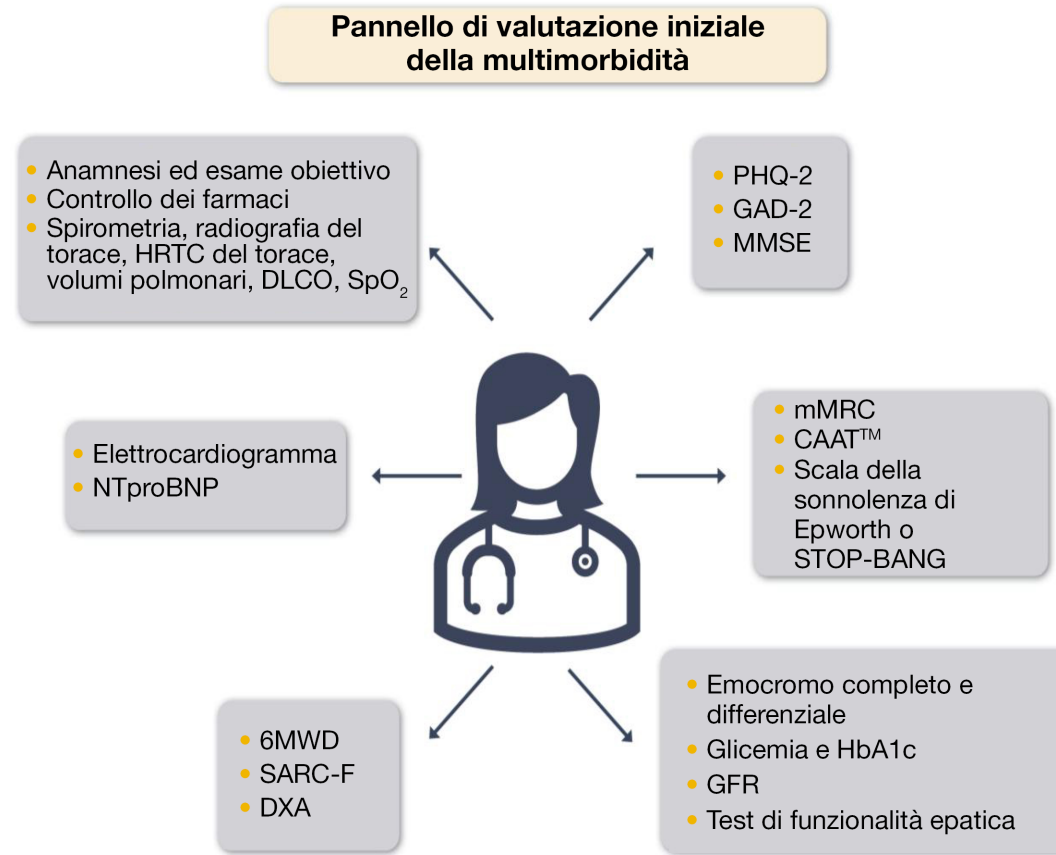 Pannello di valutazione iniziale
della multimorbidità
• Anamnesi ed esame obiettivo
• Controllo dei farmaci
• Spirometria, radiografia del
torace, HRTC del torace,
volumi polmonari, DLCO, SpO₂
• PHQ-2
• GAD-2
• MMSE
• Elettrocardiogramma
• NTproBNP
• mMRC
• CAAT™
• Scala della
sonnolenza di
Epworth o
STOP-BANG
• 6MWD
• SARC-F
• DXA
• Emocromo completo e
differenziale
• Glicemia e HbA1c
• GFR
• Test di funzionalità epatica